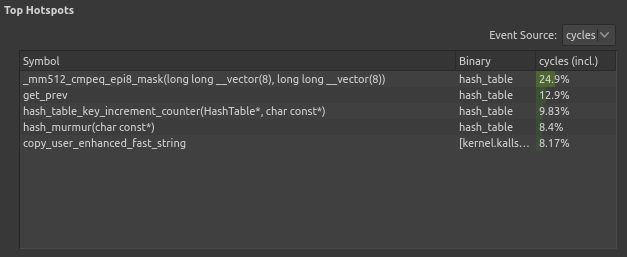 Top Hotspots
Event Source: cycles
Symbol Binary cycles (incl.)
_mm512_cmpeq_epi8_mask(long long __vector(8), long long __vector(8)) hash_table 24.9%
get_prev hash_table 12.9%
hash_table_key_increment_counter(HashTable*, char const*) hash_table 9.83%
hash_murmur(char const*) hash_table 8.4%
copy_user_enhanced_fast_string [kernel.kalls... 8.17%